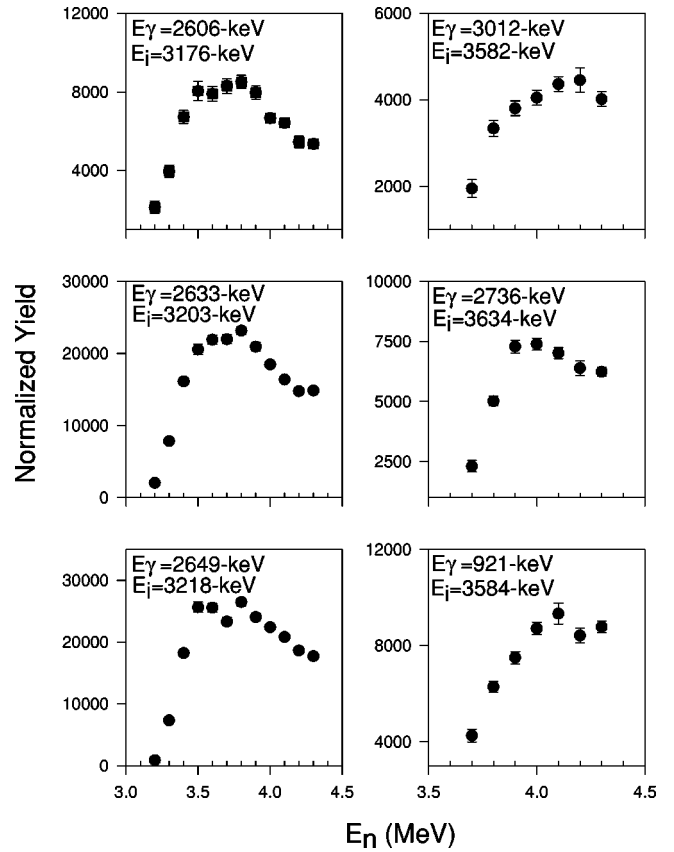 Eγ=2606-keV
Ei=3176-keV
12000
8000
4000
Eγ=3012-keV
Ei=3582-keV
6000
4000
2000
Normalized Yield
Eγ=2633-keV
Ei=3203-keV
30000
20000
10000
0
Eγ=2736-keV
Ei=3634-keV
10000
7500
5000
2500
Eγ=2649-keV
Ei=3218-keV
30000
20000
10000
0
3.0 3.5 4.0 4.5
Eγ=921-keV
Ei=3584-keV
12000
8000
4000
3.5 4.0 4.5
En (MeV)